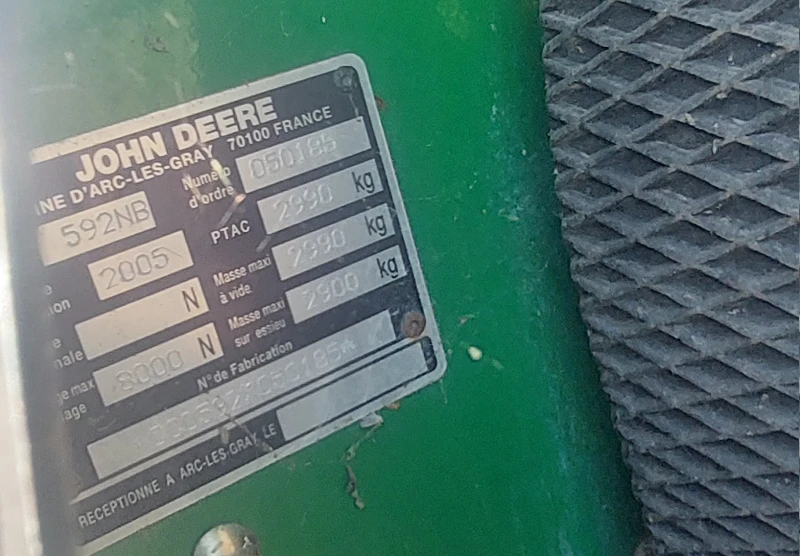 JOHN DEERE
INE D'ARC-LES-GRAY 70100 FRANCE
592NB Numéro d'ordre 050185
2005 PTAC 2990 kg
N Masse maxi à vide 2990 kg
8000 N Masse maxi sur essieu 2900 kg
N° de Fabrication
RECEPTIONNE A ARC-LES-GRAY LE